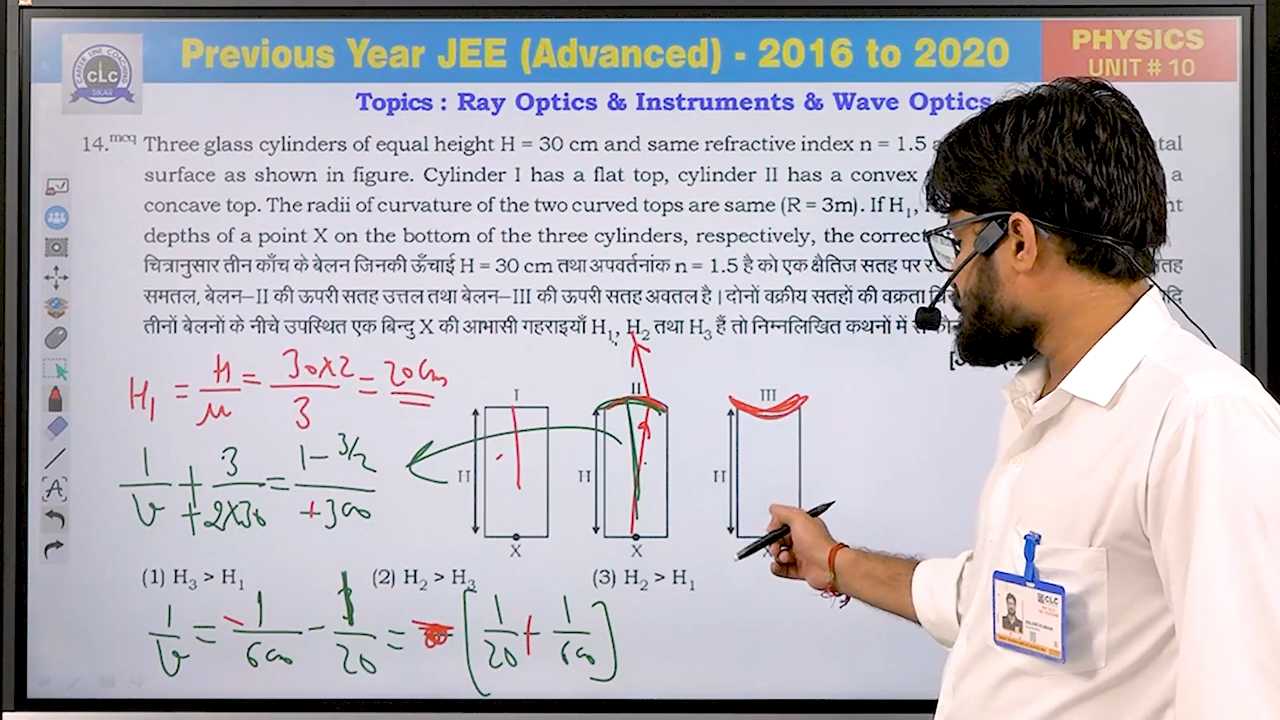 Previous Year JEE (Advanced) - 2016 to 2020
PHYSICS
UNIT # 10
CLC
SIKAR
Topics : Ray Optics & Instruments & Wave Optics
14. mcq Three glass cylinders of equal height H = 30 cm and same refractive index n = 1.5
surface as shown in figure. Cylinder I has a flat top, cylinder II has a convex a
concave top. The radii of curvature of the two curved tops are same (R = 3m). If H₁,
depths of a point X on the bottom of the three cylinders, respectively, the correct
चित्रानुसार तीन काँच के बेलन जिनकी ऊँचाई H = 30 cm तथा अपवर्तनांक n = 1.5 है को एक क्षैतिज सतह पर
समतल, बेलन–II की ऊपरी सतह उत्तल तथा बेलन–III की ऊपरी सतह अवतल है। दोनों वक्रीय सतहों की वक्रता
तीनों बेलनों के नीचे उपस्थित एक बिन्दु X की आभासी गहराइयाँ H₁, H₂ तथा H₃ हैं तो निम्नलिखित कथनों में से
H₁ = H/μ = 30×2/3 = 20 cm
I II III
1/v + 3/2×30 = 1-3/2 / +300
H H H
X X
(1) H₃ > H₁ (2) H₂ > H₃ (3) H₂ > H₁
1/v = -1/600 - 1/20 = [1/20 + 1/600]
CLC